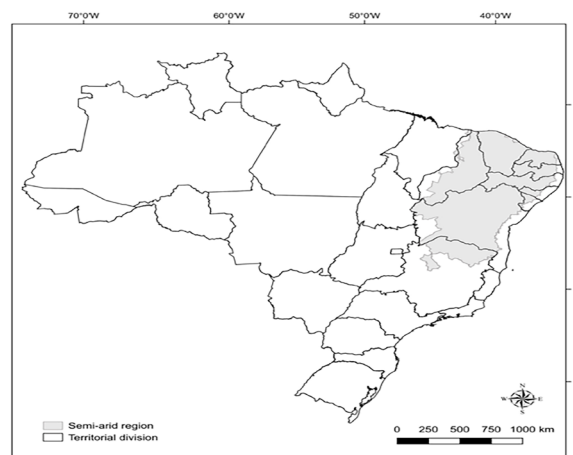 70°0'W 60°0'W 50°0'W 40°0'W
N
W E
S
Semi-arid region
Territorial division
0 250 500 750 1000 km